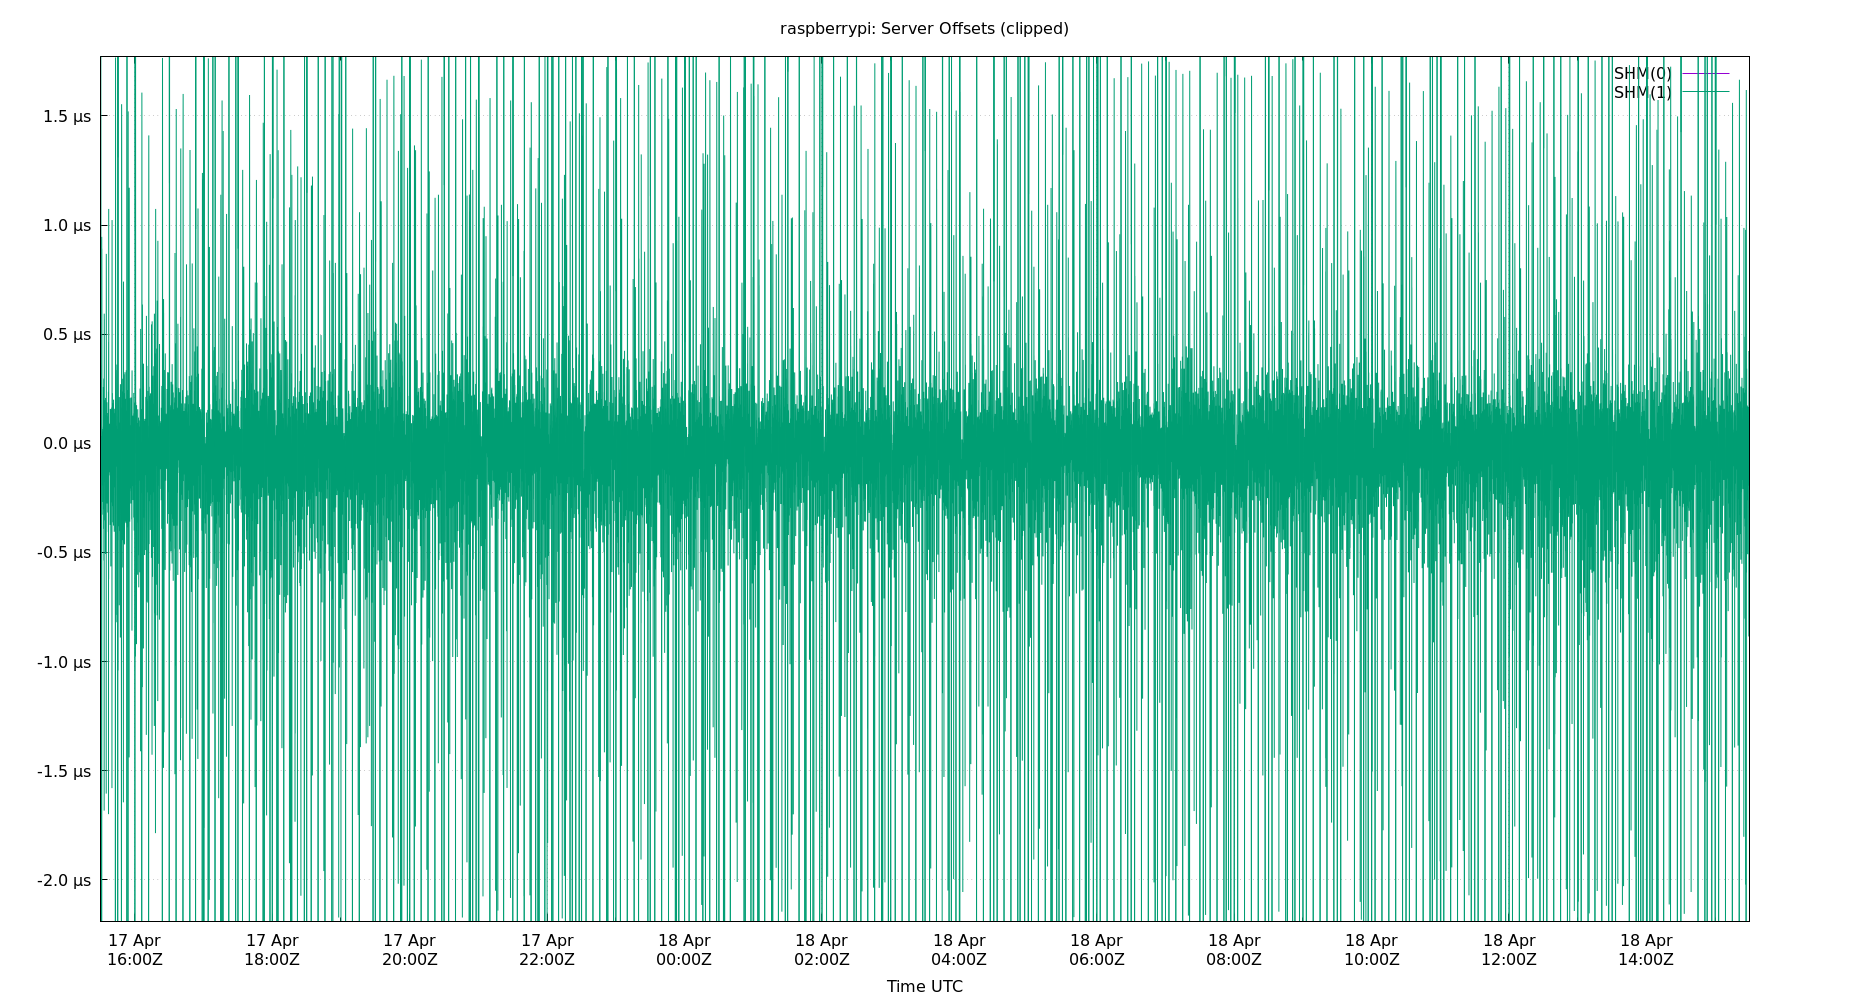 raspberrypi: Server Offsets (clipped)
SHM(0)
SHM(1)
1.5 µs
1.0 µs
0.5 µs
0.0 µs
-0.5 µs
-1.0 µs
-1.5 µs
-2.0 µs
17 Apr 17 Apr 17 Apr 17 Apr 18 Apr 18 Apr 18 Apr 18 Apr 18 Apr 18 Apr 18 Apr 18 Apr
16:00Z 18:00Z 20:00Z 22:00Z 00:00Z 02:00Z 04:00Z 06:00Z 08:00Z 10:00Z 12:00Z 14:00Z
Time UTC